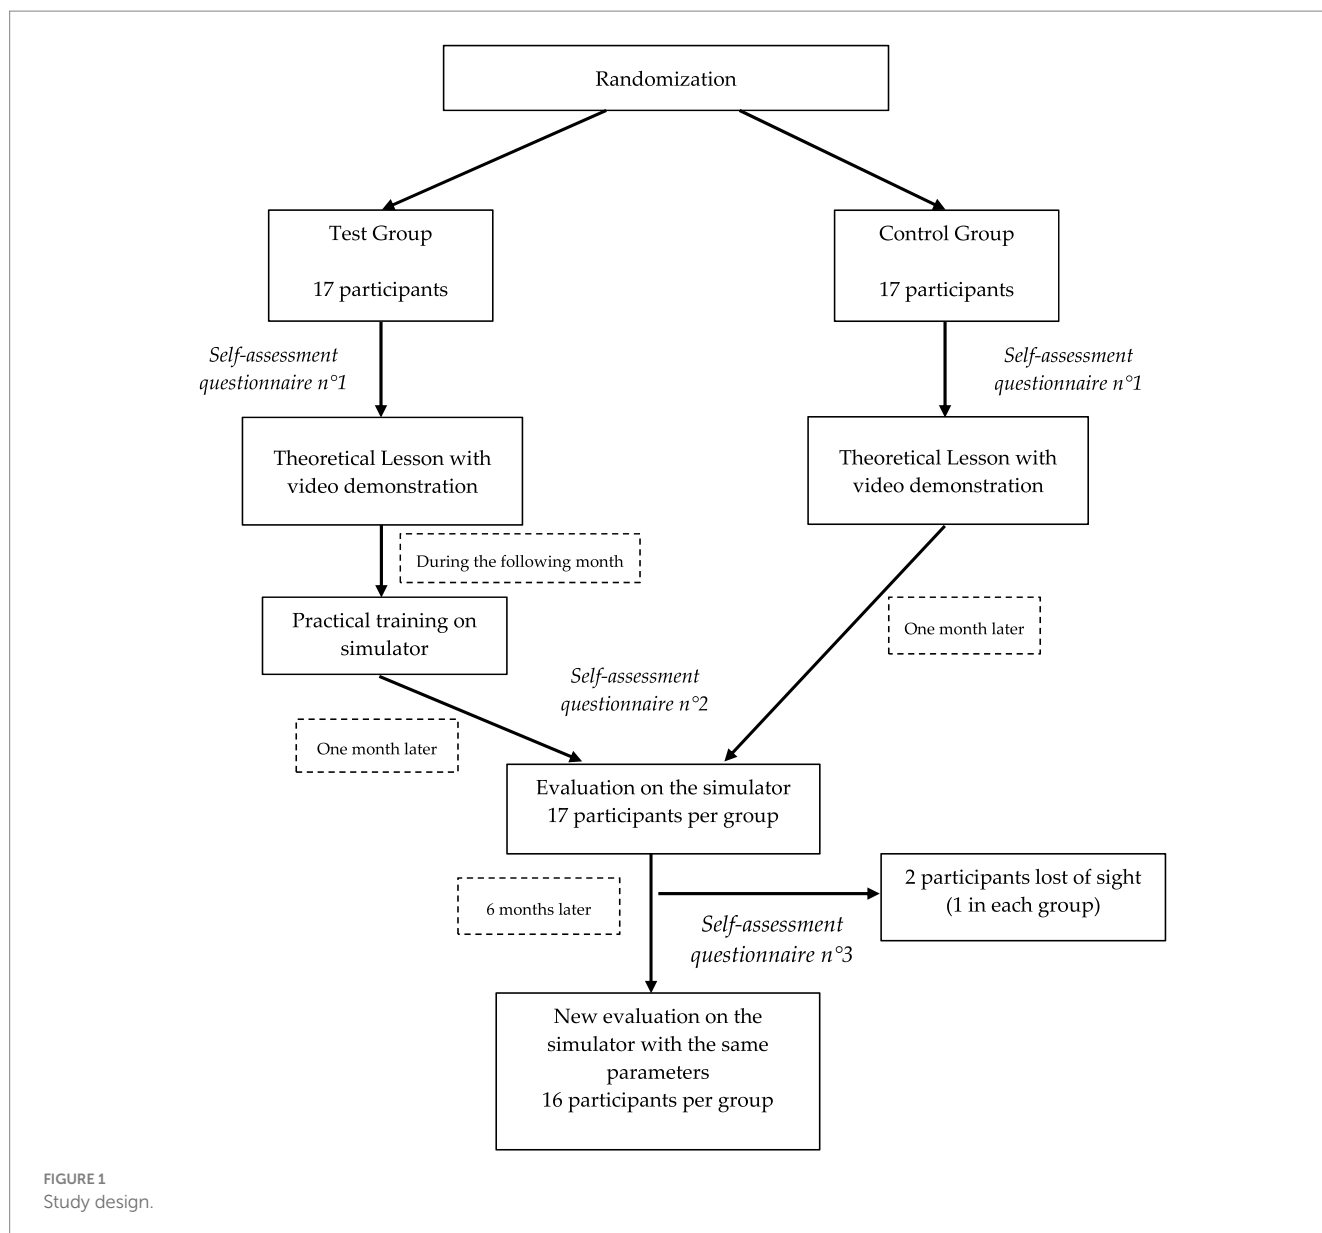 Randomization
Test Group
17 participants
Control Group
17 participants
Self-assessment
questionnaire n°1
Self-assessment
questionnaire n°1
Theoretical Lesson with
video demonstration
Theoretical Lesson with
video demonstration
During the following month
Practical training on
simulator
One month later
Self-assessment
questionnaire n°2
One month later
Evaluation on the simulator
17 participants per group
6 months later
2 participants lost of sight
(1 in each group)
Self-assessment
questionnaire n°3
New evaluation on the
simulator with the same
parameters
16 participants per group
FIGURE 1
Study design.